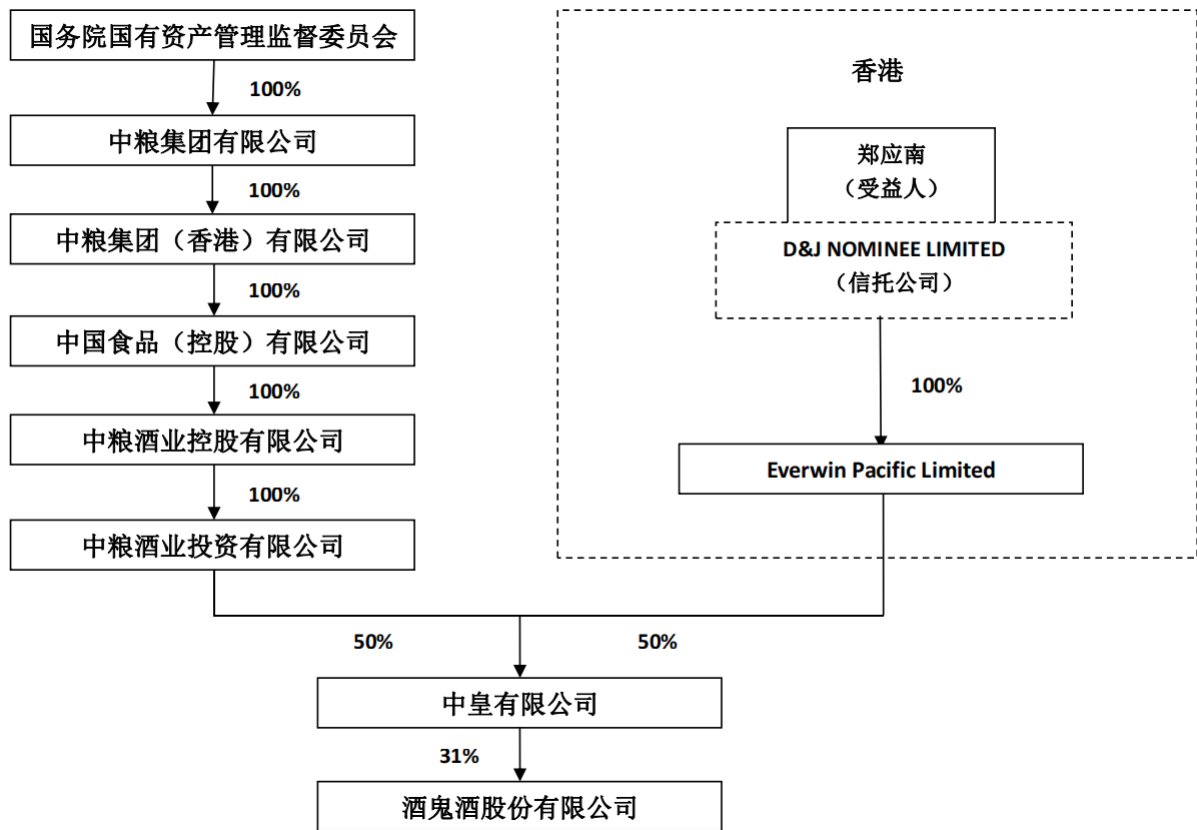 国务院国有资产管理监督委员会
100%
中粮集团有限公司
100%
中粮集团（香港）有限公司
100%
中国食品（控股）有限公司
100%
中粮酒业控股有限公司
100%
中粮酒业投资有限公司
香港
郑应南
（受益人）
D&J NOMINEE LIMITED
（信托公司）
100%
Everwin Pacific Limited
50%
50%
中皇有限公司
31%
酒鬼酒股份有限公司